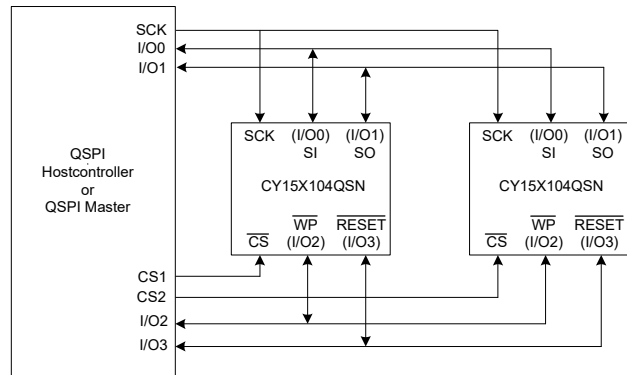 SCK
I/O0
I/O1
QSPI
Hostcontroller
or
QSPI Master
CS1
CS2
I/O2
I/O3
SCK (I/O0) (I/O1)
SI SO
CY15X104QSN
WP RESET
CS (I/O2) (I/O3)
SCK (I/O0) (I/O1)
SI SO
CY15X104QSN
WP RESET
CS (I/O2) (I/O3)